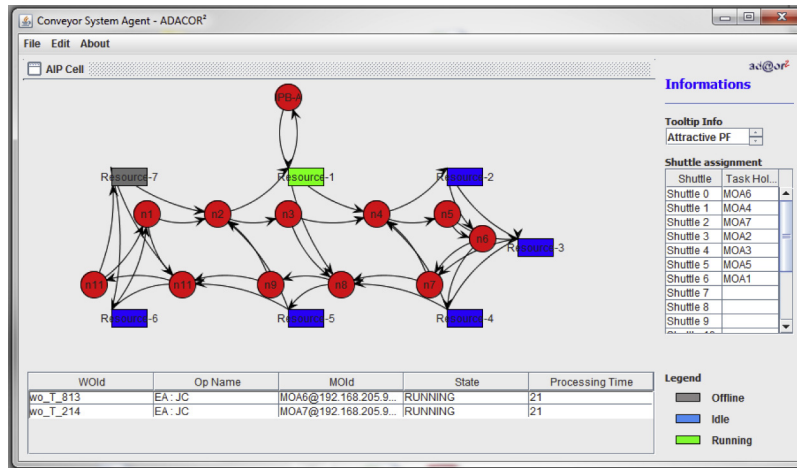 Conveyor System Agent - ADACOR²
File Edit About
AIP Cell
ad@or²
Informations
Tooltip Info
Attractive PF
Shuttle assignment
Shuttle Task Hol...
Shuttle 0 MOA6
Shuttle 1 MOA4
Shuttle 2 MOA7
Shuttle 3 MOA2
Shuttle 4 MOA3
Shuttle 5 MOA5
Shuttle 6 MOA1
Shuttle 7
Shuttle 8
Shuttle 9
IPB-A
Resource-7
Resource-1
Resource-2
n1
n2
n3
n4
n5
n6
Resource-3
n11
n11
n9
n8
n7
Resource-6
Resource-5
Resource-4
WOId Op Name MOId State Processing Time
wo_T_813 EA : JC MOA6@192.168.205.9... RUNNING 21
wo_T_214 EA : JC MOA7@192.168.205.9... RUNNING 21
Legend
Offline
Idle
Running